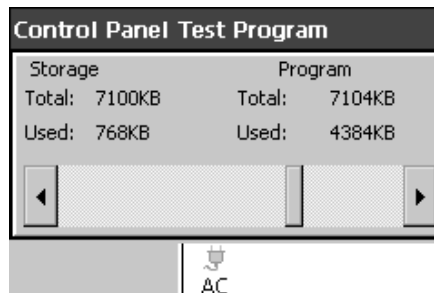 Control Panel Test Program
Storage Program
Total: 7100KB Total: 7104KB
Used: 768KB Used: 4384KB
AC